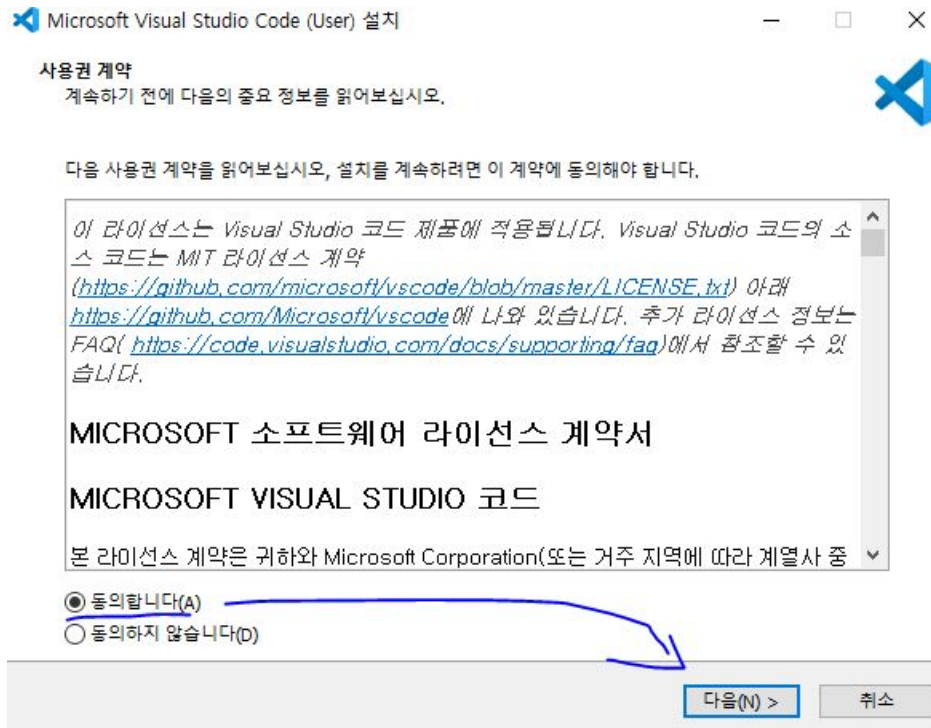 Microsoft Visual Studio Code (User) 설치
사용권 계약
계속하기 전에 다음의 중요 정보를 읽어보십시오.
다음 사용권 계약을 읽어보십시오, 설치를 계속하려면 이 계약에 동의해야 합니다.
이 라이선스는 Visual Studio 코드 제품에 적용됩니다. Visual Studio 코드의 소
스 코드는 MIT 라이선스 계약
(https://github.com/microsoft/vscode/blob/master/LICENSE.txt) 아래
https://github.com/Microsoft/vscode에 나와 있습니다. 추가 라이선스 정보는
FAQ( https://code.visualstudio.com/docs/supporting/faq)에서 참조할 수 있
습니다.
MICROSOFT 소프트웨어 라이선스 계약서
MICROSOFT VISUAL STUDIO 코드
본 라이선스 계약은 귀하와 Microsoft Corporation(또는 거주 지역에 따라 계열사 중
동의합니다(A)
동의하지 않습니다(D)
다음(N) >
취소